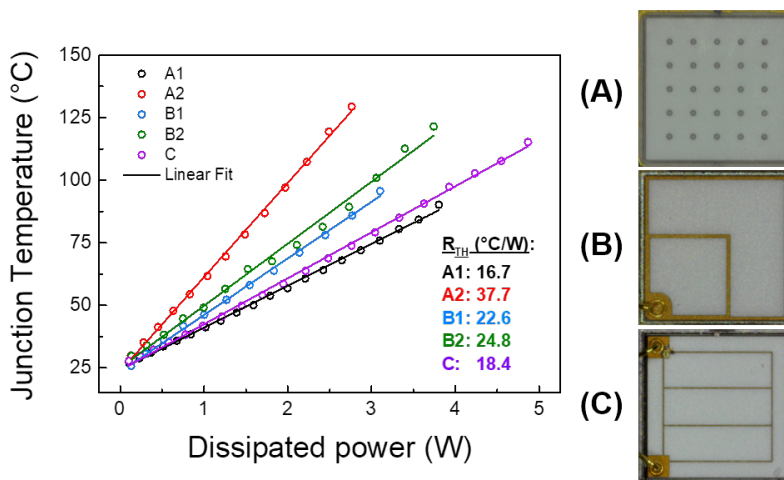 150
125
100
75
50
25
0
1
2
3
4
5
Junction Temperature (°C)
Dissipated power (W)
A1
A2
B1
B2
C
Linear Fit
R_TH (°C/W):
A1: 16.7
A2: 37.7
B1: 22.6
B2: 24.8
C: 18.4
(A)
(B)
(C)